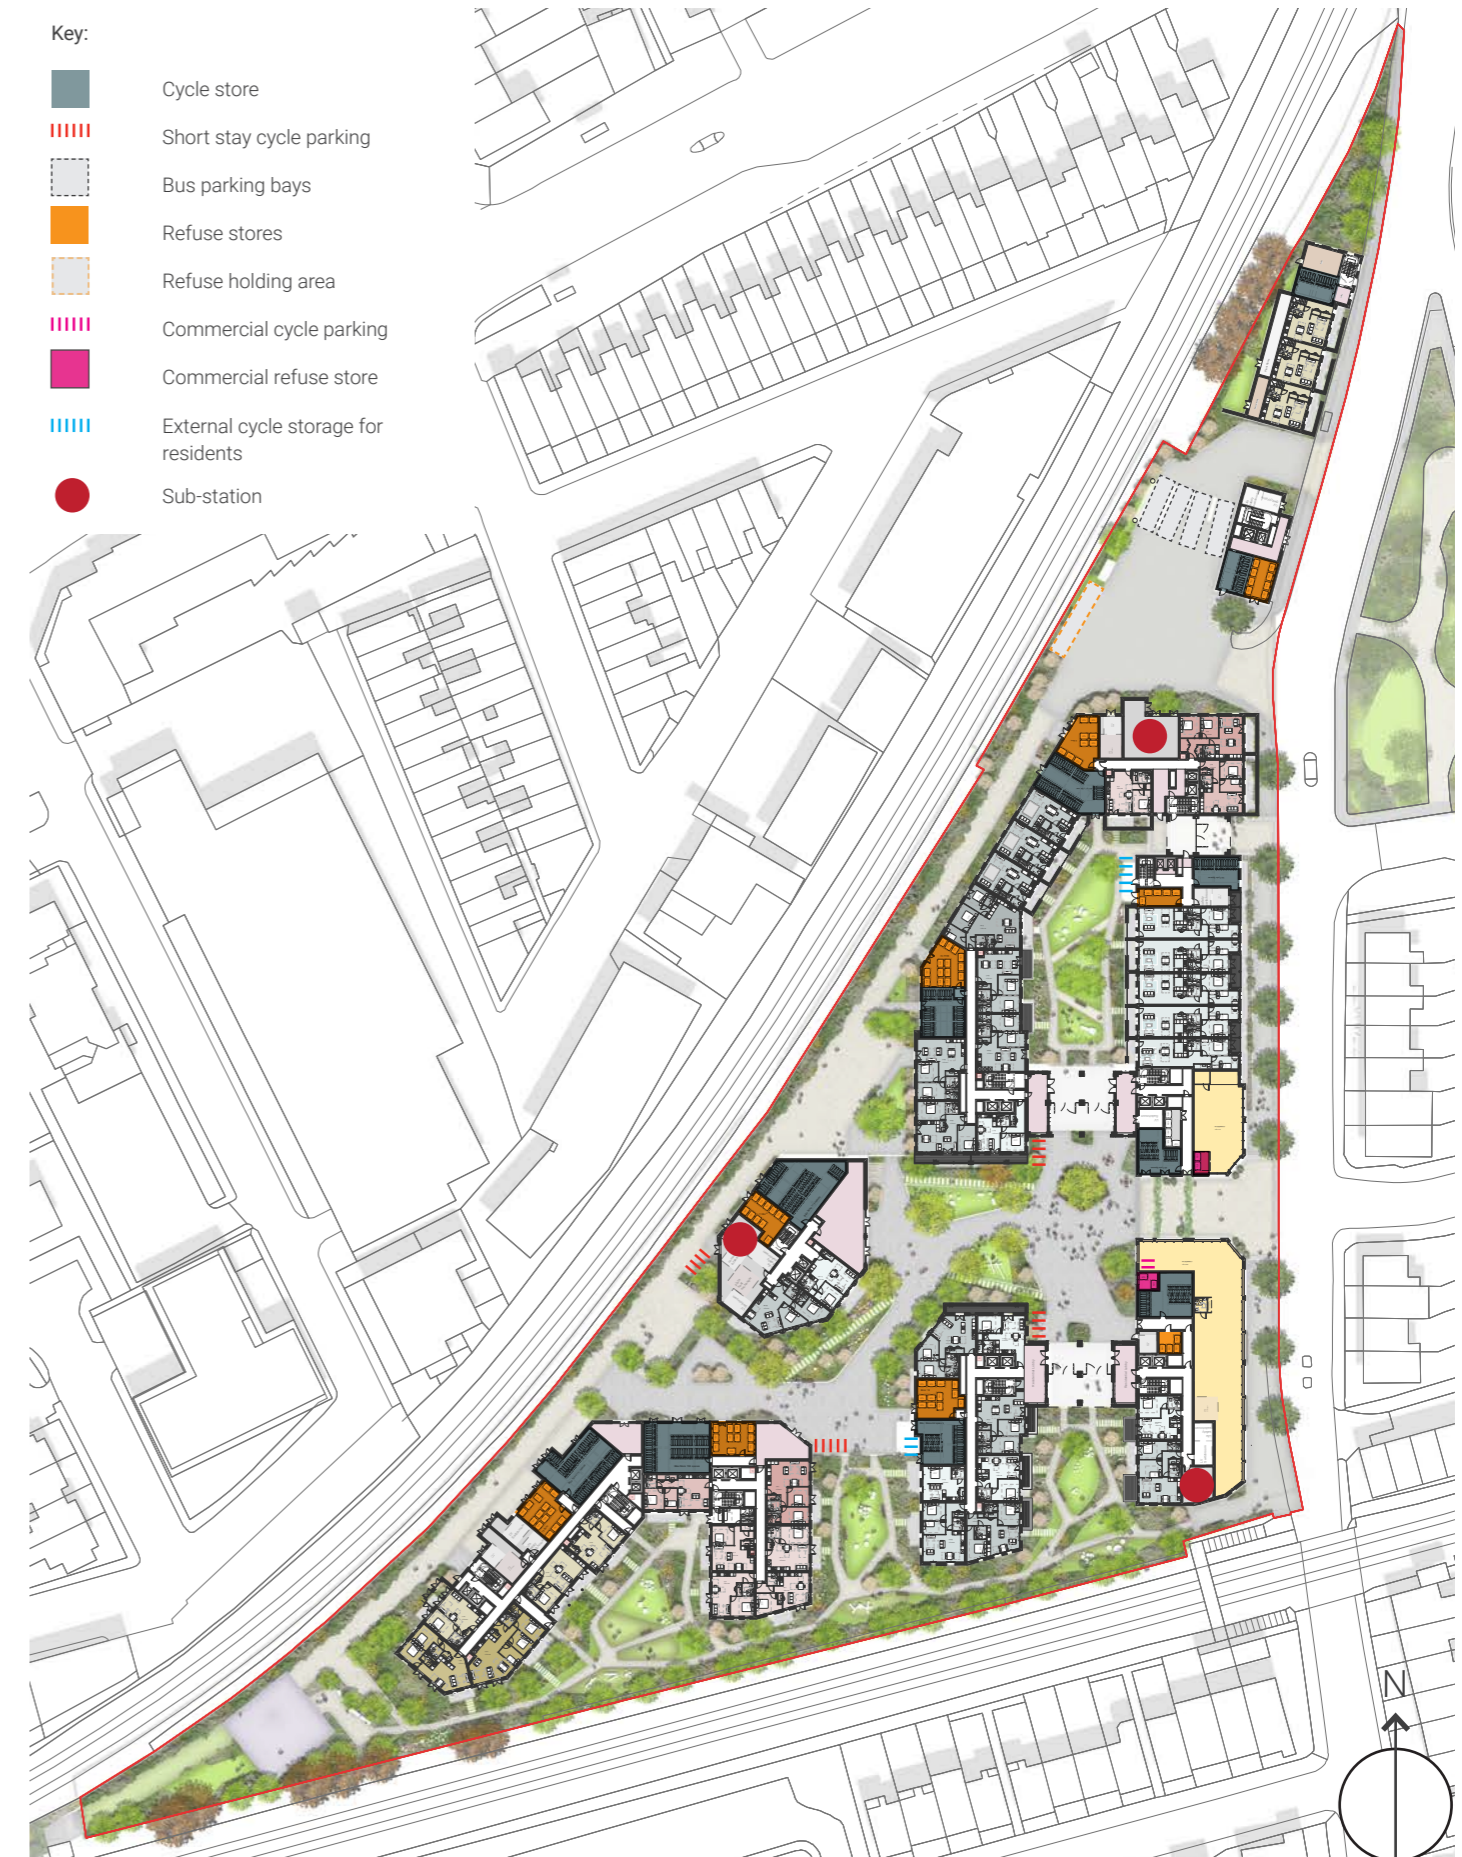 Key:
Cycle store
Short stay cycle parking
Bus parking bays
Refuse stores
Refuse holding area
Commercial cycle parking
Commercial refuse store
External cycle storage for
residents
Sub-station
N